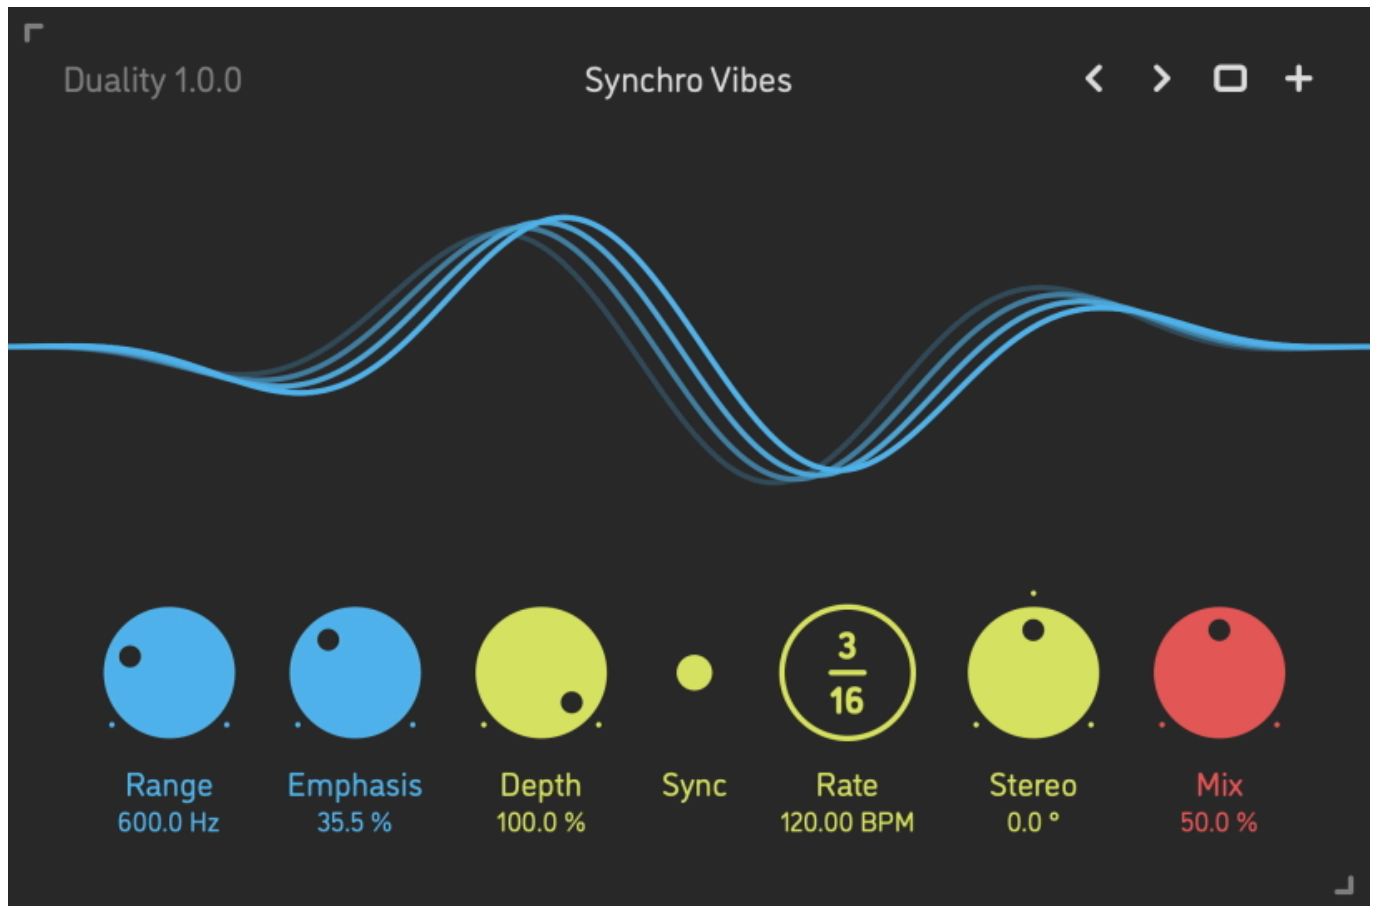 Duality 1.0.0
Synchro Vibes
3
16
Range
Emphasis
Depth
Sync
Rate
Stereo
Mix
600.0 Hz
35.5 %
100.0 %
120.00 BPM
0.0 °
50.0 %